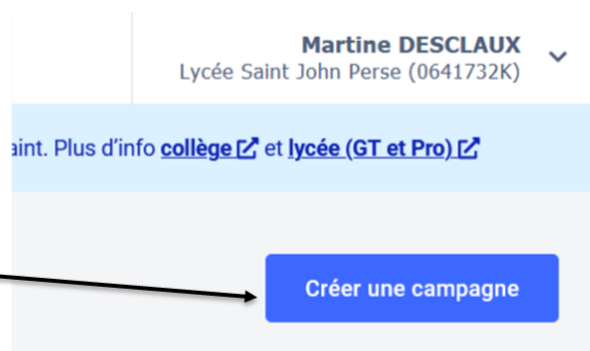 Martine DESCLAUX
Lycée Saint John Perse (0641732K)
aint. Plus d'info collège et lycée (GT et Pro)
Créer une campagne